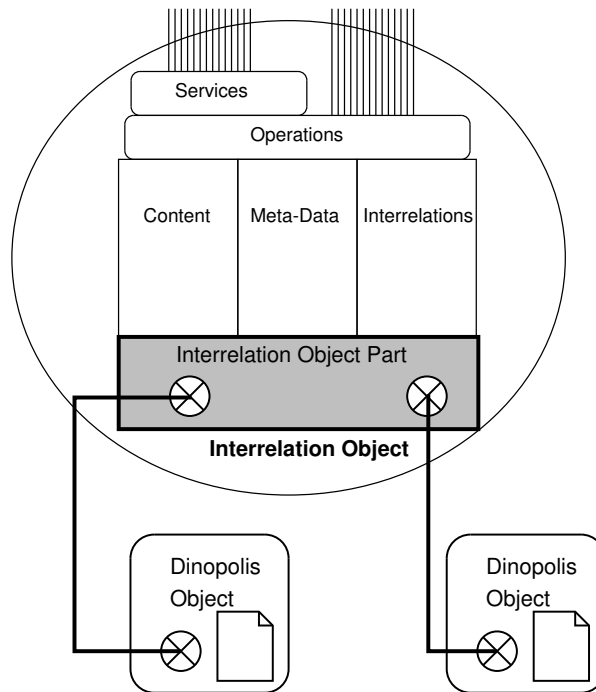 Services
Operations
Content
Meta-Data
Interrelations
Interrelation Object Part
Interrelation Object
Dinopolis
Object
Dinopolis
Object